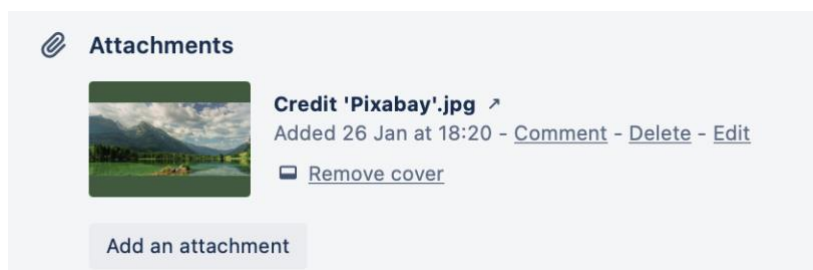 Attachments
Credit 'Pixabay'.jpg ↗
Added 26 Jan at 18:20 - Comment - Delete - Edit
Remove cover
Add an attachment